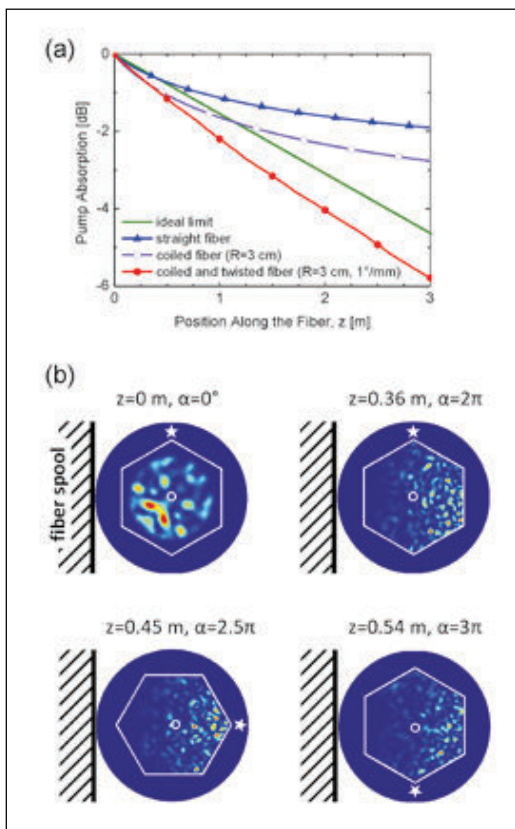 (a)
0
-2
-4
-6
Pump Absorption [dB]
ideal limit
straight fiber
coiled fiber (R=3 cm)
coiled and twisted fiber (R=3 cm, 1°/mm)
0 1 2 3
Position Along the Fiber, z [m]
(b)
z=0 m, α=0° z=0.36 m, α=2π
fiber spool
z=0.45 m, α=2.5π z=0.54 m, α=3π